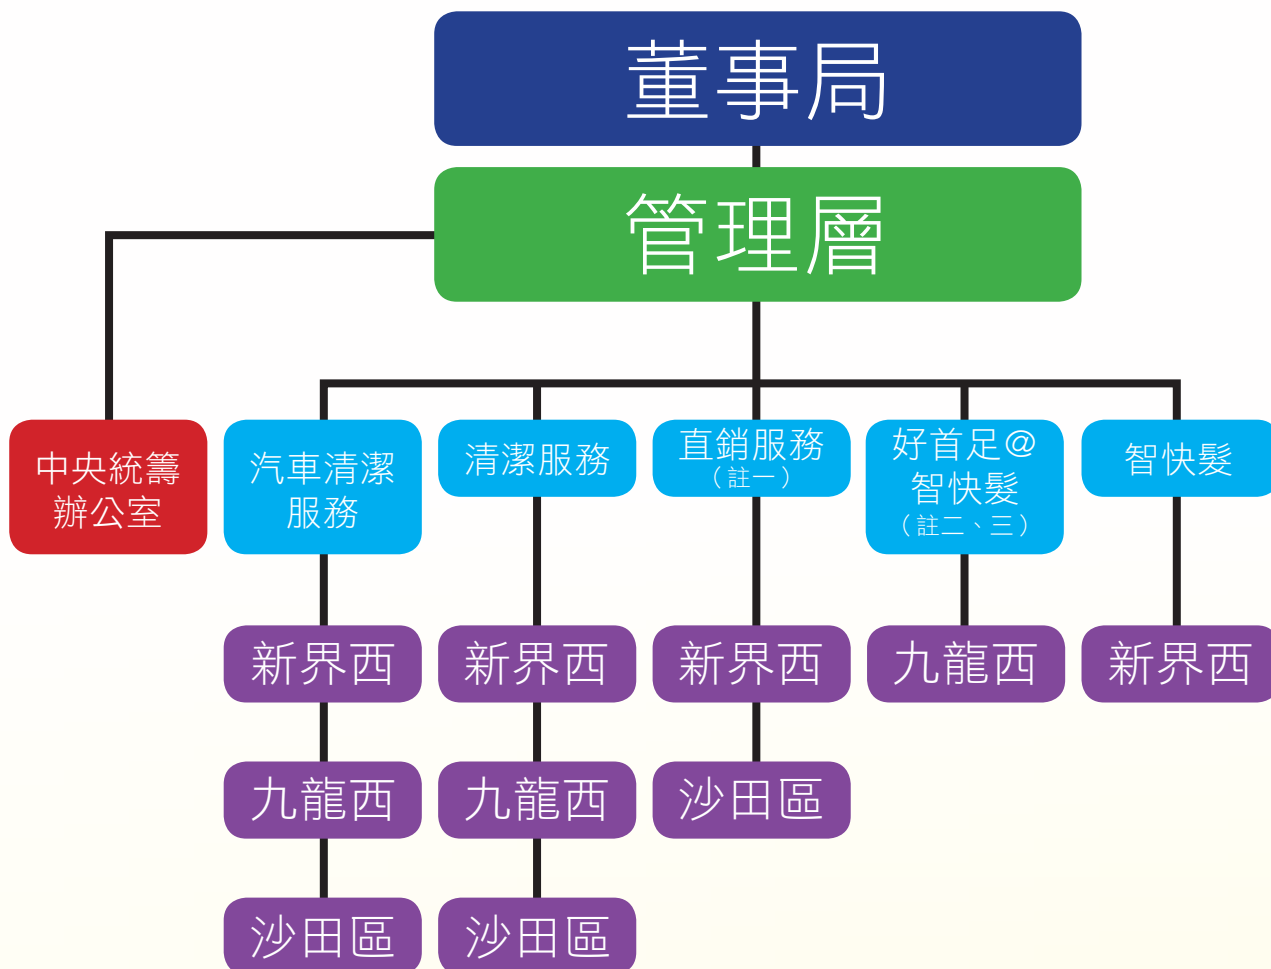 董事局
管理層
中央統籌
辦公室
汽車清潔
服務
清潔服務
直銷服務
（註一）
好首足@
智快髮
（註二、三）
智快髮
新界西
新界西
新界西
九龍西
新界西
九龍西
九龍西
沙田區
沙田區
沙田區